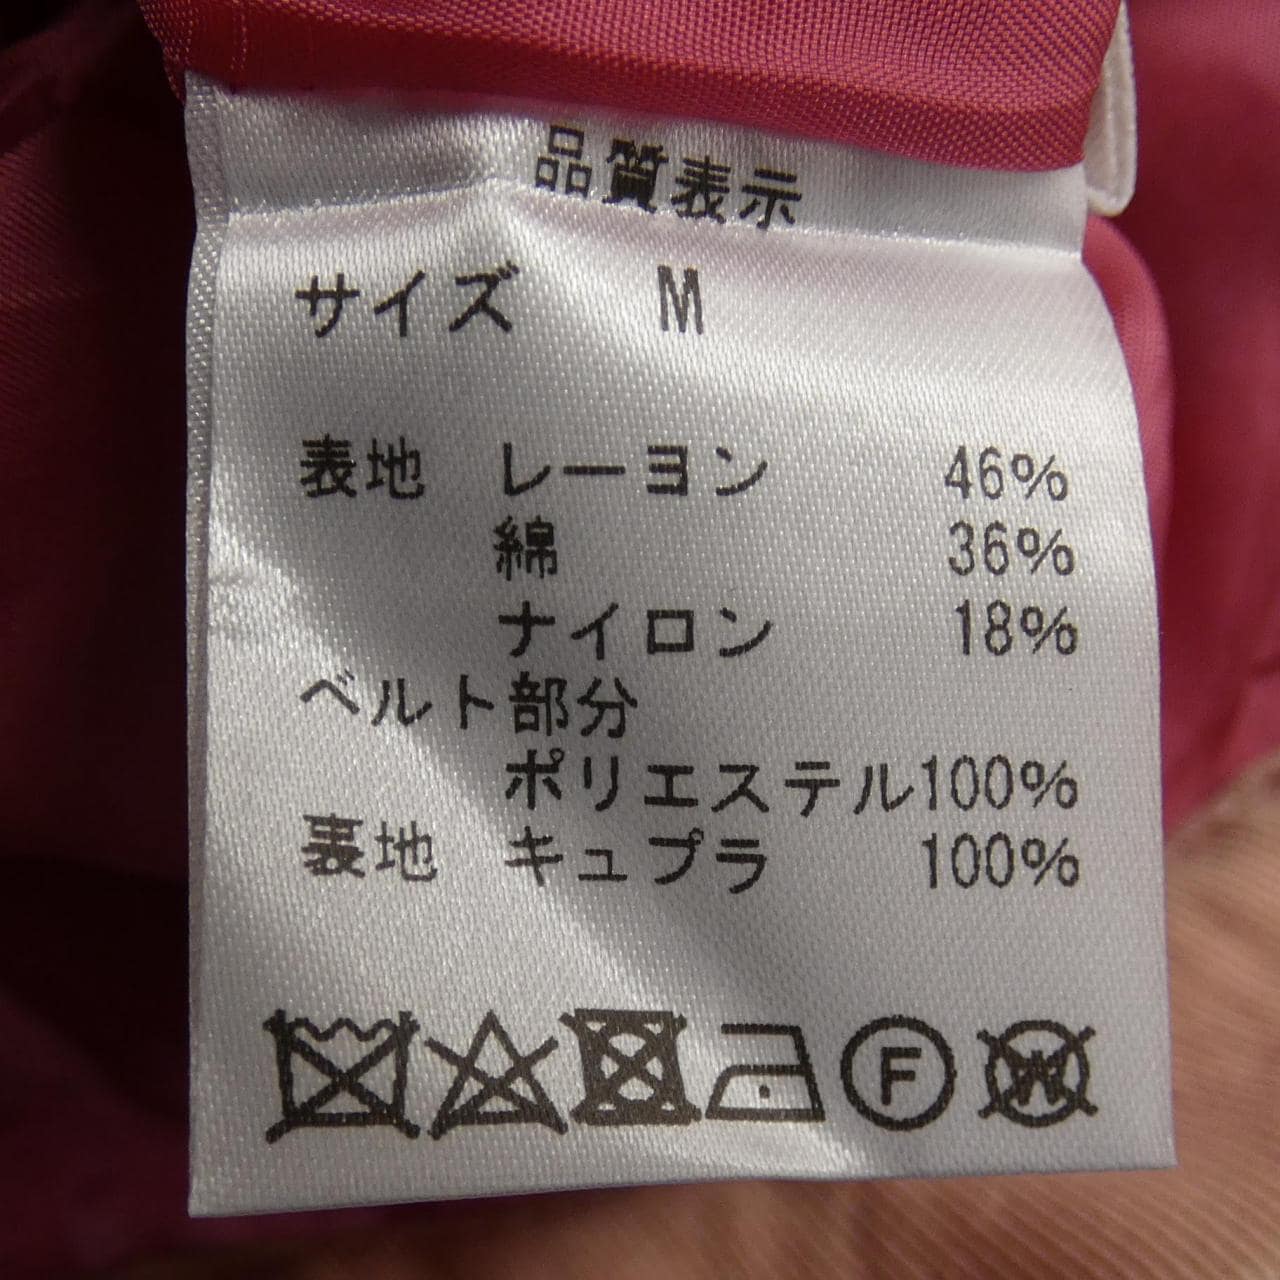 品質表示
サイズ M
表地 レーヨン 46%
綿 36%
ナイロン 18%
ベルト部分
ポリエステル100%
裏地 キュプラ 100%
F W